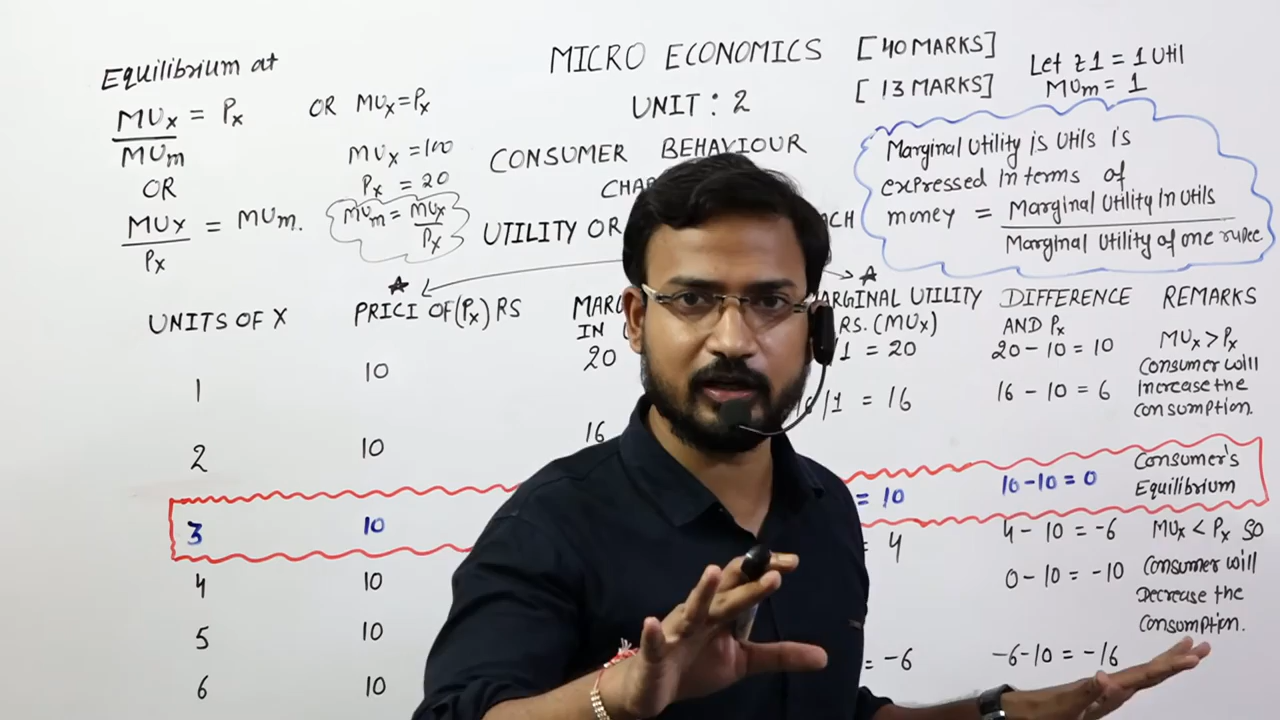 MICRO ECONOMICS [40 MARKS]
UNIT : 2 [13 MARKS]
CONSUMER BEHAVIOUR
UTILITY OR
Let ₹1 = 1 Util
MUm = 1
Equilibrium at
MUx / MUm = Px OR MUx = Px
OR
MUx / Px = MUm.
MUx = 100
Px = 20
MUm = MUx / Px
Marginal Utility is Utils is
expressed in terms of
money = Marginal Utility In Utils / Marginal Utility of one rupee
UNITS OF X PRICI OF(Px) RS IN MARGINAL UTILITY RS. (MUx) DIFFERENCE AND Px REMARKS
1 10 20 /1 = 20 20 - 10 = 10 MUx > Px
Consumer will
increase the
consumption.
2 10 16 /1 = 16 16 - 10 = 6
3 10 = 10 10 - 10 = 0 Consumer's
Equilibrium
4 10 = 4 4 - 10 = -6 MUx < Px so
Consumer will
Decrease the
Consumption.
5 10 0 - 10 = -10
6 10 = -6 -6 - 10 = -16